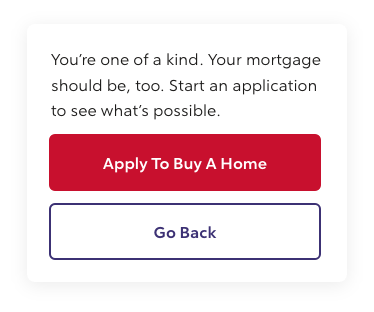 You’re one of a kind. Your mortgage
should be, too. Start an application
to see what’s possible.
Apply To Buy A Home
Go Back